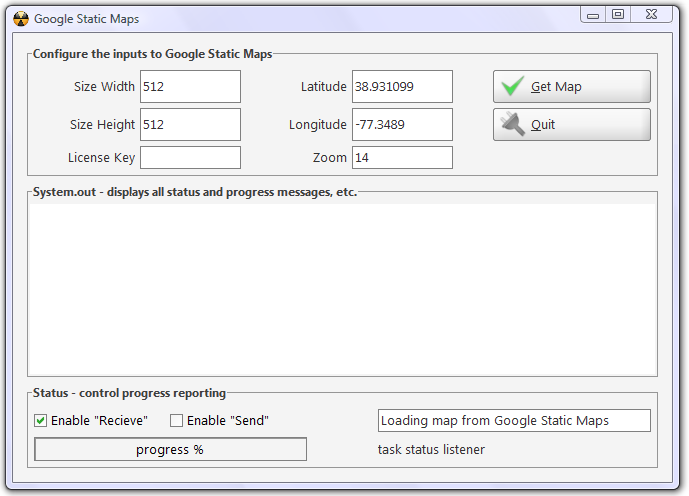 Google Static Maps
Configure the inputs to Google Static Maps
Size Width 512 Latitude 38.931099 Get Map
Size Height 512 Longitude -77.3489 Quit
License Key Zoom 14
System.out - displays all status and progress messages, etc.
Status - control progress reporting
Enable "Recieve" Enable "Send" Loading map from Google Static Maps
progress % task status listener